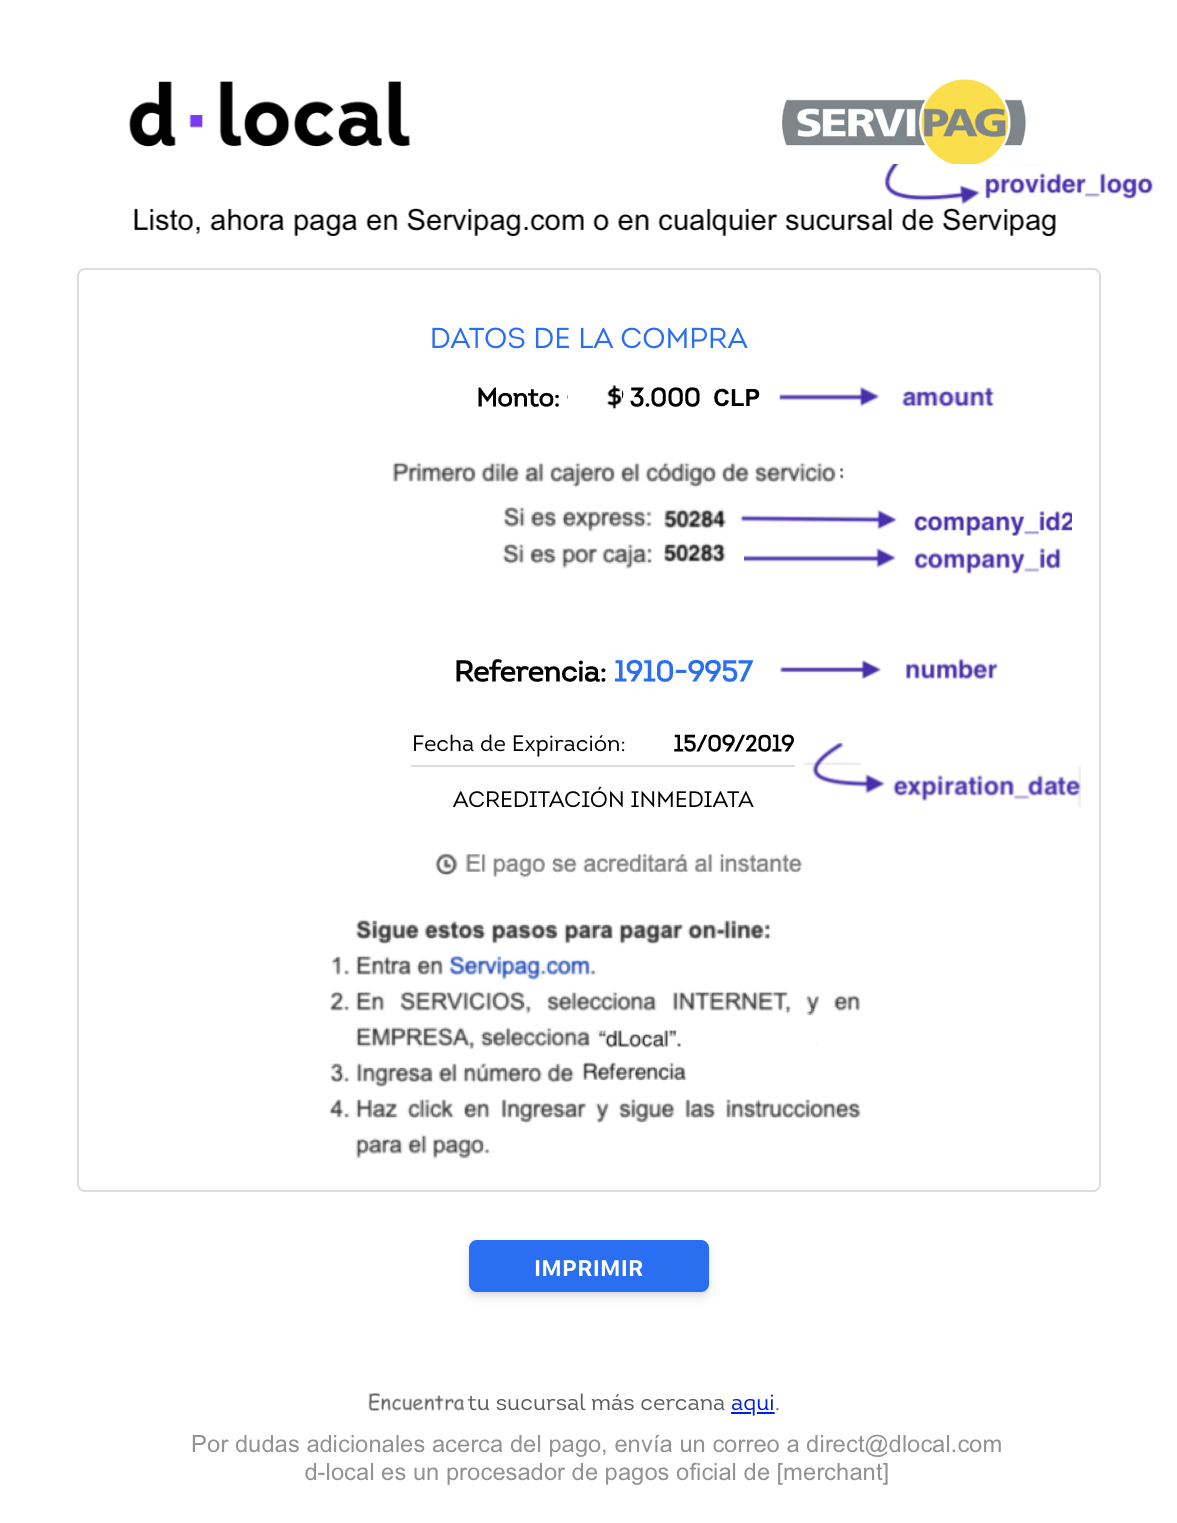 d·local
SERVIPAG
provider_logo
Listo, ahora paga en Servipag.com o en cualquier sucursal de Servipag
DATOS DE LA COMPRA
Monto: $ 3.000 CLP amount
Primero dile al cajero el código de servicio:
Si es express: 50284 company_id2
Si es por caja: 50283 company_id
Referencia: 1910-9957 number
Fecha de Expiración: 15/09/2019
expiration_date
ACREDITACIÓN INMEDIATA
El pago se acreditará al instante
Sigue estos pasos para pagar on-line:
1. Entra en Servipag.com.
2. En SERVICIOS, selecciona INTERNET, y en
EMPRESA, selecciona “dLocal”.
3. Ingresa el número de Referencia
4. Haz click en Ingresar y sigue las instrucciones
para el pago.
IMPRIMIR
Encuentra tu sucursal más cercana aqui.
Por dudas adicionales acerca del pago, envía un correo a direct@dlocal.com
d-local es un procesador de pagos oficial de [merchant]